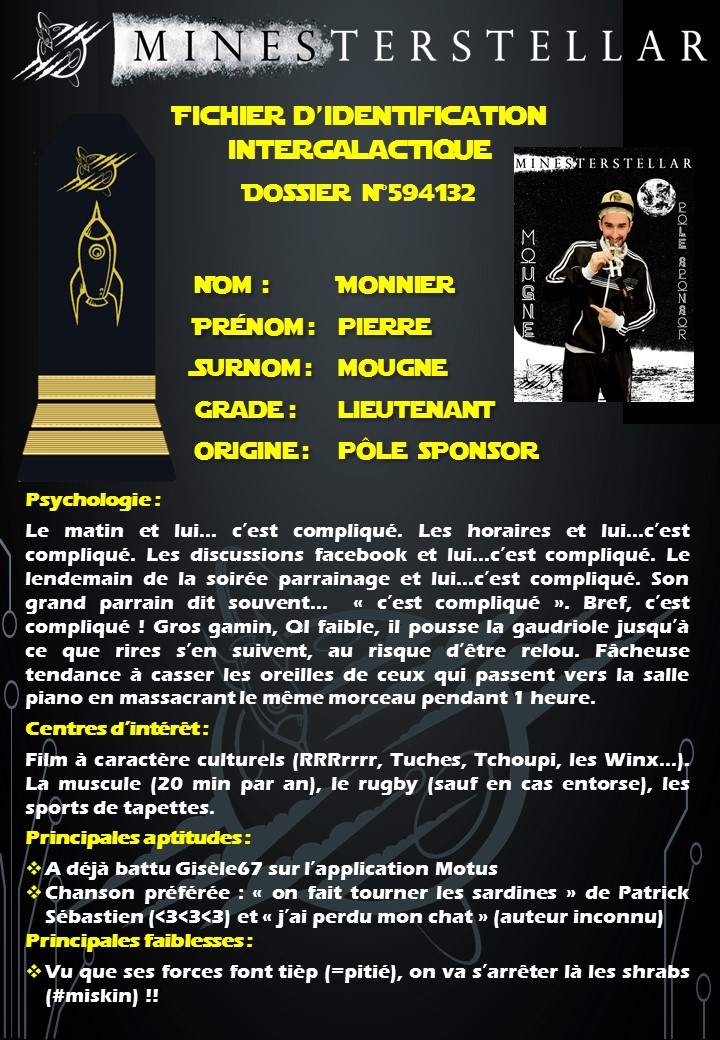 MINESTERSTELLAR
FICHIER D'IDENTIFICATION
INTERGALACTIQUE
DOSSIER N°594132
MINESTERSTELLAR
MOUGNE
PÔLE SPONSOR
NOM : MONNIER
PRÉNOM : PIERRE
SURNOM : MOUGNE
GRADE : LIEUTENANT
ORIGINE : PÔLE SPONSOR
Psychologie :
Le matin et lui... c'est compliqué. Les horaires et lui...c'est
compliqué. Les discussions facebook et lui...c'est compliqué. Le
lendemain de la soirée parrainage et lui...c'est compliqué. Son
grand parrain dit souvent... « c'est compliqué ». Bref, c'est
compliqué ! Gros gamin, QI faible, il pousse la gaudriole jusqu'à
ce que rires s'en suivent, au risque d'être relou. Fâcheuse
tendance à casser les oreilles de ceux qui passent vers la salle
piano en massacrant le même morceau pendant 1 heure.
Centres d'intérêt :
Film à caractère culturels (RRRrrrr, Tuches, Tchoupi, les Winx...).
La muscule (20 min par an), le rugby (sauf en cas entorse), les
sports de tapettes.
Principales aptitudes :
❖ A déjà battu Gisèle67 sur l'application Motus
❖ Chanson préférée : « on fait tourner les sardines » de Patrick
Sébastien (<3<3<3) et « j'ai perdu mon chat » (auteur inconnu)
Principales faiblesses :
❖ Vu que ses forces font tièp (=pitié), on va s'arrêter là les shrabs
(#miskin) !!